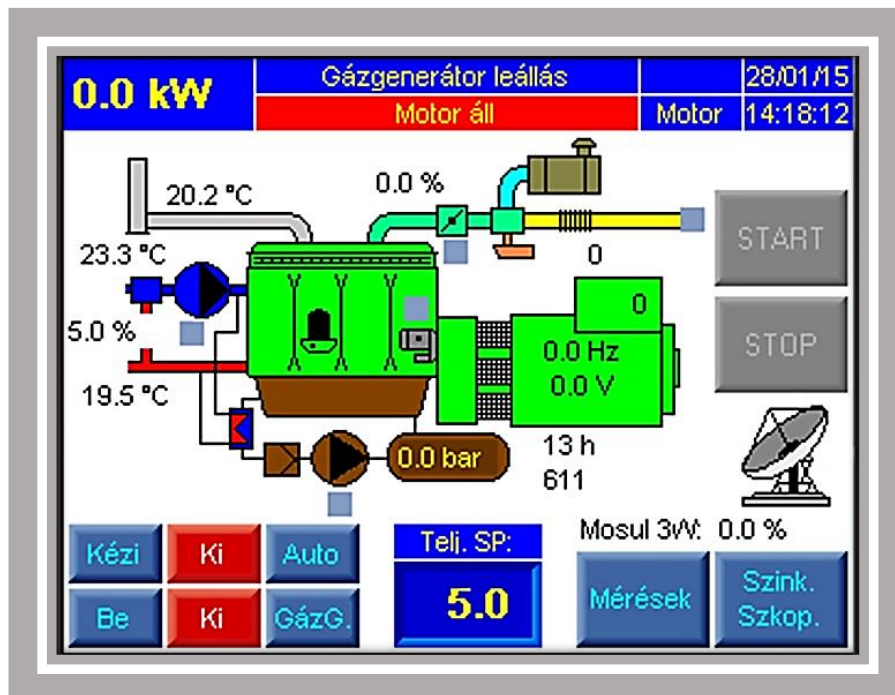 0.0 kW
Gázgenerátor leállás
28/01/15
Motor áll
Motor
14:18:12
20.2 °C
0.0 %
START
23.3 °C
0
0
5.0 %
0.0 Hz
STOP
0.0 V
19.5 °C
0.0 bar
13 h
611
Mosul 3W: 0.0 %
Kézi
Ki
Auto
Telj. SP:
5.0
Mérések
Szink.
Szkop.
Be
Ki
GázG.